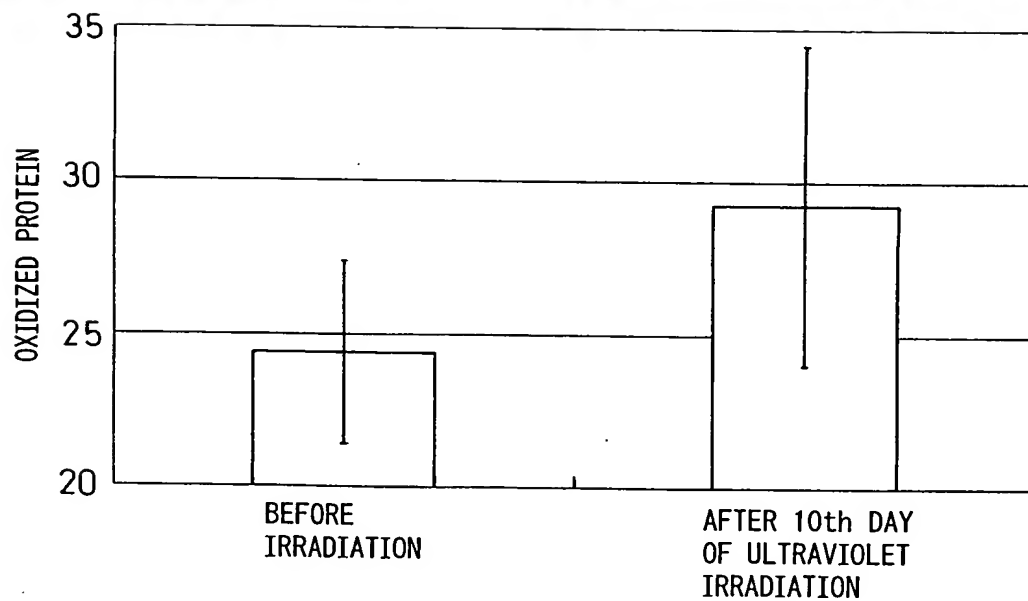 35
30
25
20
OXIDIZED PROTEIN
BEFORE
IRRADIATION
AFTER 10th DAY
OF ULTRAVIOLET
IRRADIATION